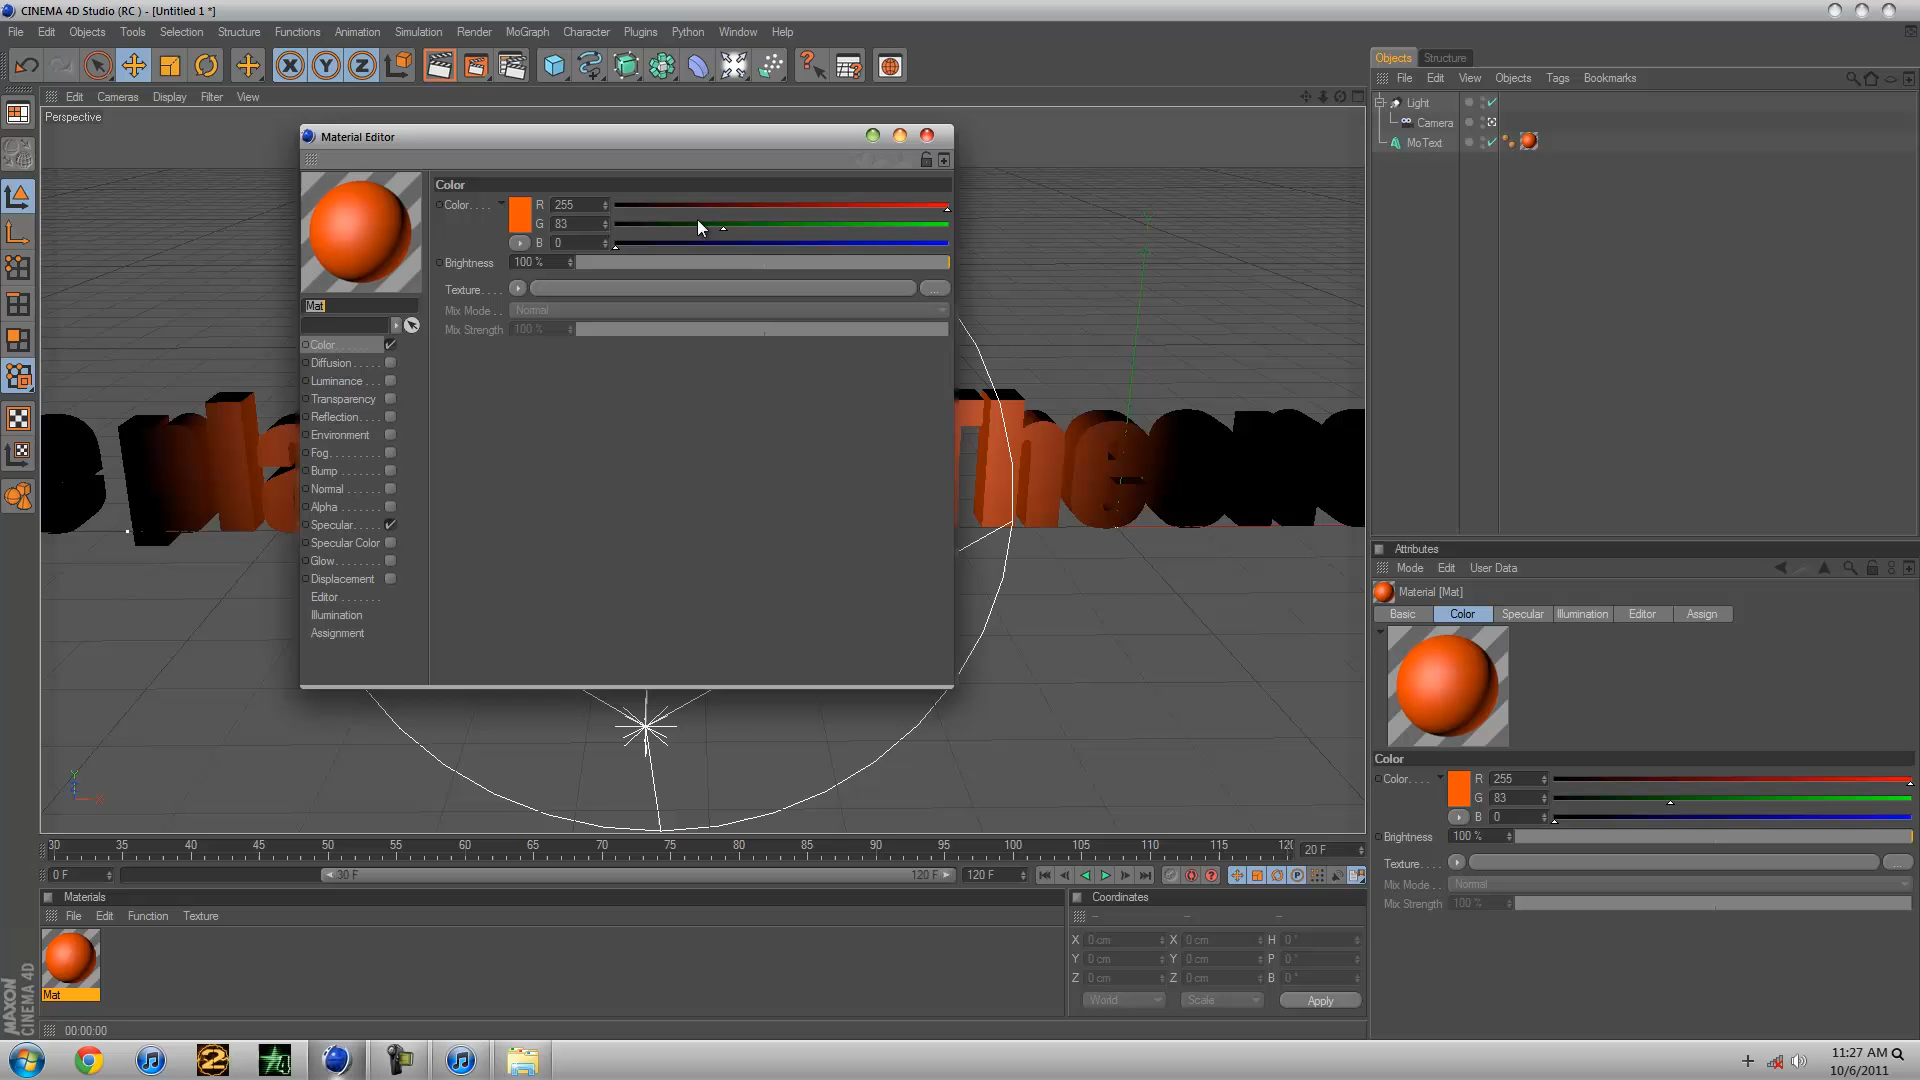 CINEMA 4D Studio (RC ) - [Untitled 1 *]
File Edit Objects Tools Selection Structure Functions Animation Simulation Render MoGraph Character Plugins Python Window Help
Edit Cameras Display Filter View
Perspective
Material Editor
Color
Color. . . . R 255
G 83
B 0
Brightness 100 %
Texture. . . . ...
Mix Mode . . Normal
Mix Strength 100 %
Mat
Color
Diffusion . . . . .
Luminance . . .
Transparency
Reflection. . . .
Environment
Fog. . . . . . . .
Bump . . . . . .
Normal . . . . .
Alpha . . . . . .
Specular. . . . .
Specular Color
Glow. . . . . . . .
Displacement
Editor . . . . . . .
Illumination
Assignment
The
Objects Structure
File Edit View Objects Tags Bookmarks
Light
Camera
MoText
Attributes
Mode Edit User Data
Material [Mat]
Basic Color Specular Illumination Editor Assign
Color
Color. . . . R 255
G 83
B 0
Brightness 100 %
Texture. . . . ...
Mix Mode . . Normal
Mix Strength 100 %
Y
X
30 35 40 45 50 55 60 65 70 75 80 85 90 95 100 105 110 115 120 20 F
0 F 30 F 120 F 120 F
Materials
File Edit Function Texture
Mat
Coordinates
X 0 cm X 0 cm H 0 °
Y 0 cm Y 0 cm P 0 °
Z 0 cm Z 0 cm B 0 °
World Scale Apply
MAXON
CINEMA 4D
00:00:00
11:27 AM
10/6/2011